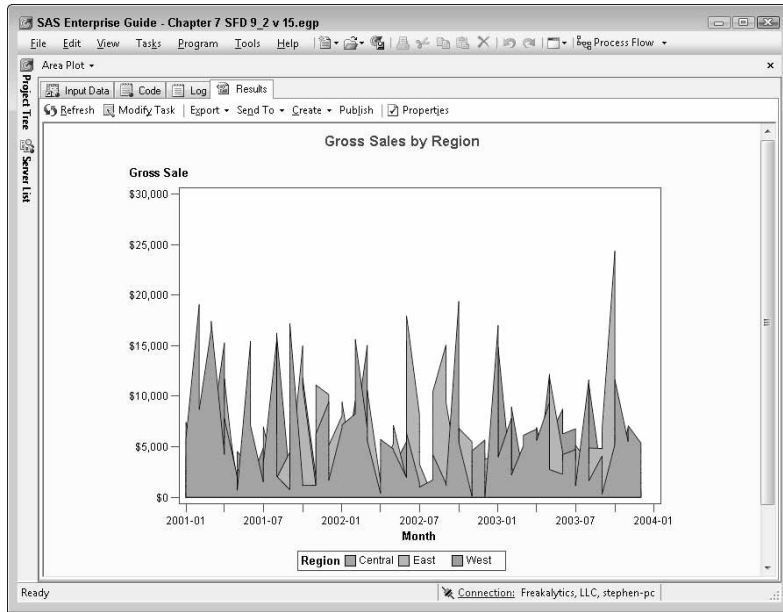 SAS Enterprise Guide - Chapter 7 SFD 9_2 v 15.egp
File Edit View Tasks Program Tools Help Process Flow
Area Plot
Project Tree
Server List
Input Data Code Log Results
Refresh Modify Task Export Send To Create Publish Properties
Gross Sales by Region
Gross Sale
$30,000
$25,000
$20,000
$15,000
$10,000
$5,000
$0
2001-01 2001-07 2002-01 2002-07 2003-01 2003-07 2004-01
Month
Region Central East West
Ready
Connection: Freakalytics, LLC, stephen-pc